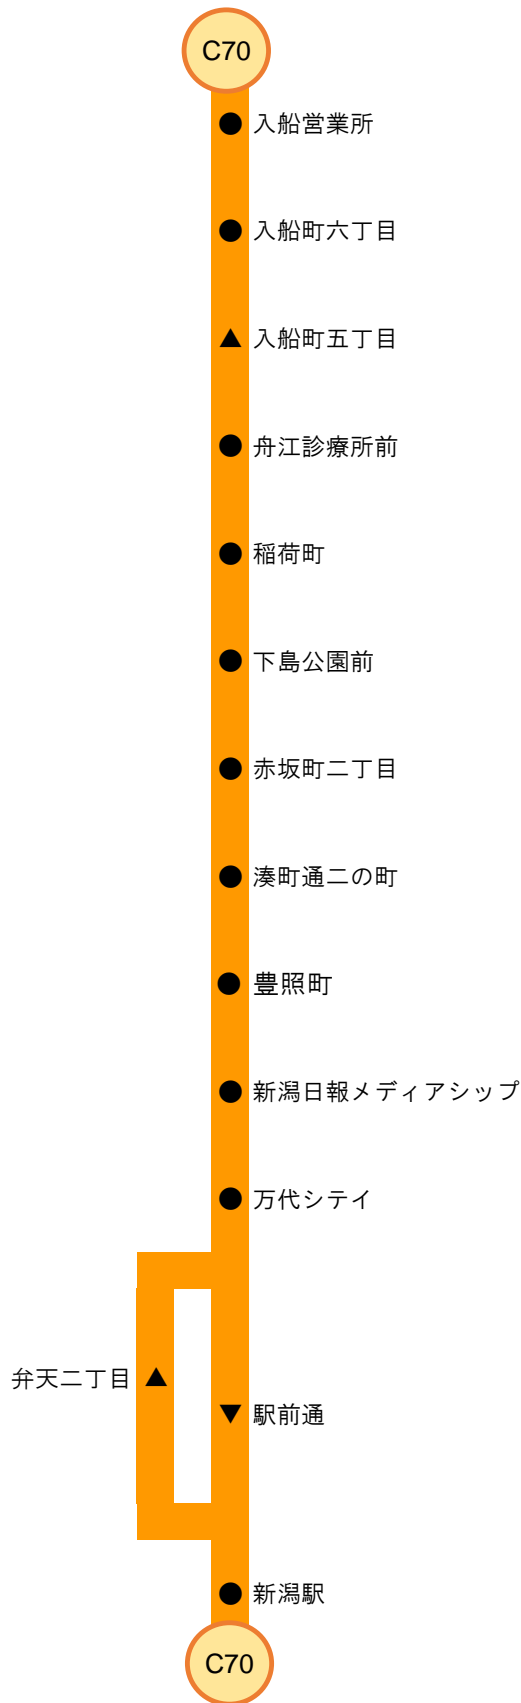 C70
入船営業所
入船町六丁目
入船町五丁目
舟江診療所前
稲荷町
下島公園前
赤坂町二丁目
湊町通二の町
豊照町
新潟日報メディアシップ
万代シテイ
弁天二丁目
駅前通
新潟駅
C70